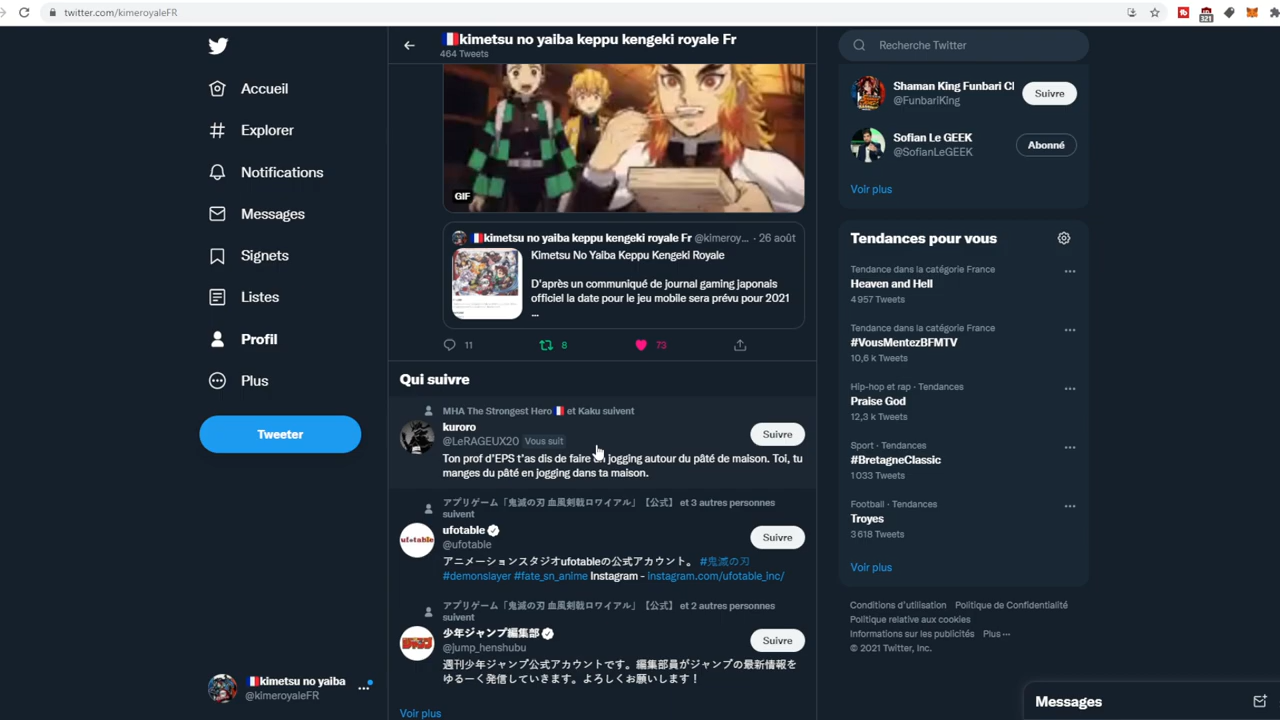 twitter.com/kimeroyaleFR
321
Accueil
Explorer
Notifications
Messages
Signets
Listes
Profil
Plus
Tweeter
🇫🇷kimetsu no yaiba
@kimeroyaleFR
🇫🇷kimetsu no yaiba keppu kengeki royale Fr
464 Tweets
GIF
🇫🇷kimetsu no yaiba keppu kengeki royale Fr @kimeroy... · 26 août
Kimetsu No Yaiba Keppu Kengeki Royale
D'après un communiqué de journal gaming japonais
officiel la date pour le jeu mobile sera prévu pour 2021
...
11 8 73
Qui suivre
MHA The Strongest Hero 🇫🇷 et Kaku suivent
kuroro
@LeRAGEUX20 Vous suit
Suivre
Ton prof d'EPS t'as dis de faire un jogging autour du pâté de maison. Toi, tu
manges du pâté en jogging dans ta maison.
アプリゲーム「鬼滅の刃 血風剣戟ロワイアル」【公式】 et 3 autres personnes
suivent
ufotable
@ufotable
Suivre
アニメーションスタジオufotableの公式アカウント。 #鬼滅の刃
#demonslayer #fate_sn_anime Instagram - instagram.com/ufotable_inc/
アプリゲーム「鬼滅の刃 血風剣戟ロワイアル」【公式】 et 2 autres personnes
suivent
少年ジャンプ編集部
@jump_henshubu
Suivre
週刊少年ジャンプ公式アカウントです。編集部員がジャンプの最新情報を
ゆるーく発信していきます。よろしくお願いします！
Voir plus
Recherche Twitter
Shaman King Funbari Cl
@FunbariKing
Suivre
Sofian Le GEEK
@SofianLeGEEK
Abonné
Voir plus
Tendances pour vous
Tendance dans la catégorie France
Heaven and Hell
4 957 Tweets
Tendance dans la catégorie France
#VousMentezBFMTV
10,6 k Tweets
Hip-hop et rap · Tendances
Praise God
12,3 k Tweets
Sport · Tendances
#BretagneClassic
1 033 Tweets
Football · Tendances
Troyes
3 618 Tweets
Voir plus
Conditions d'utilisation Politique de Confidentialité
Politique relative aux cookies
Informations sur les publicités Plus ···
© 2021 Twitter, Inc.
Messages